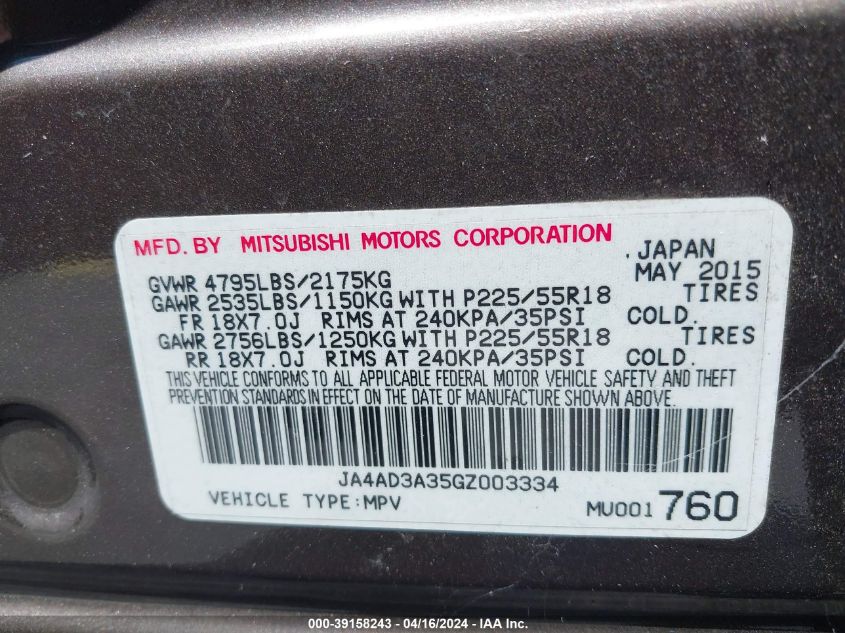 MFD. BY MITSUBISHI MOTORS CORPORATION
. JAPAN
GVWR 4795LBS/2175KG MAY 2015
GAWR 2535LBS/1150KG WITH P225/55R18 TIRES
FR 18X7.0J RIMS AT 240KPA/35PSI COLD.
GAWR 2756LBS/1250KG WITH P225/55R18 TIRES
RR 18X7.0J RIMS AT 240KPA/35PSI COLD.
THIS VEHICLE CONFORMS TO ALL APPLICABLE FEDERAL MOTOR VEHICLE SAFETY AND THEFT
PREVENTION STANDARDS IN EFFECT ON THE DATE OF MANUFACTURE SHOWN ABOVE.
JA4AD3A35GZ003334
VEHICLE TYPE:MPV MU001 760
000-39158243 - 04/16/2024 - IAA Inc.